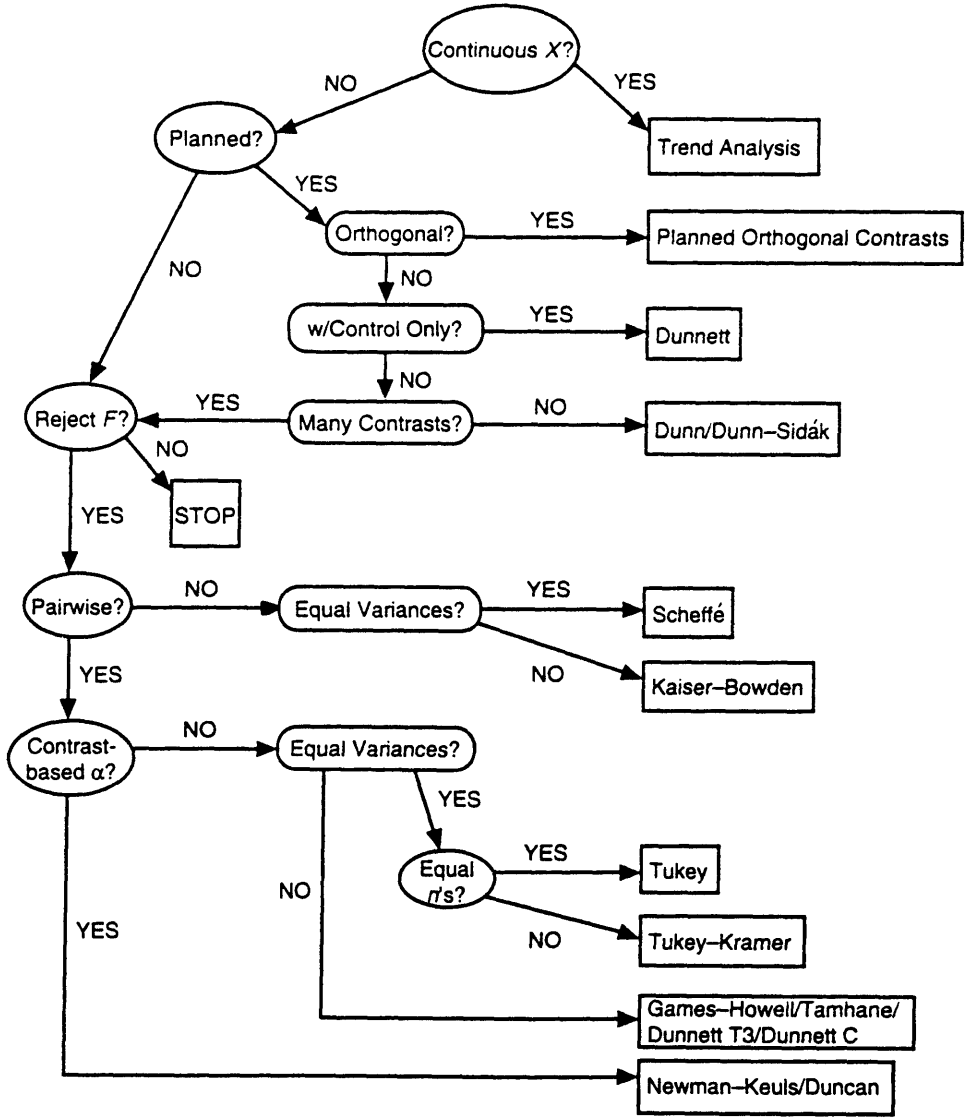 Continuous X?
NO
YES
Planned?
Trend Analysis
YES
Orthogonal?
YES
Planned Orthogonal Contrasts
NO
NO
w/Control Only?
YES
Dunnett
NO
Reject F?
YES
Many Contrasts?
NO
Dunn/Dunn–Sidák
NO
STOP
YES
Pairwise?
NO
Equal Variances?
YES
Scheffé
NO
Kaiser–Bowden
YES
Contrast-
based α?
NO
Equal Variances?
YES
Equal
n's?
YES
Tukey
NO
NO
Tukey–Kramer
YES
Games–Howell/Tamhane/
Dunnett T3/Dunnett C
Newman–Keuls/Duncan